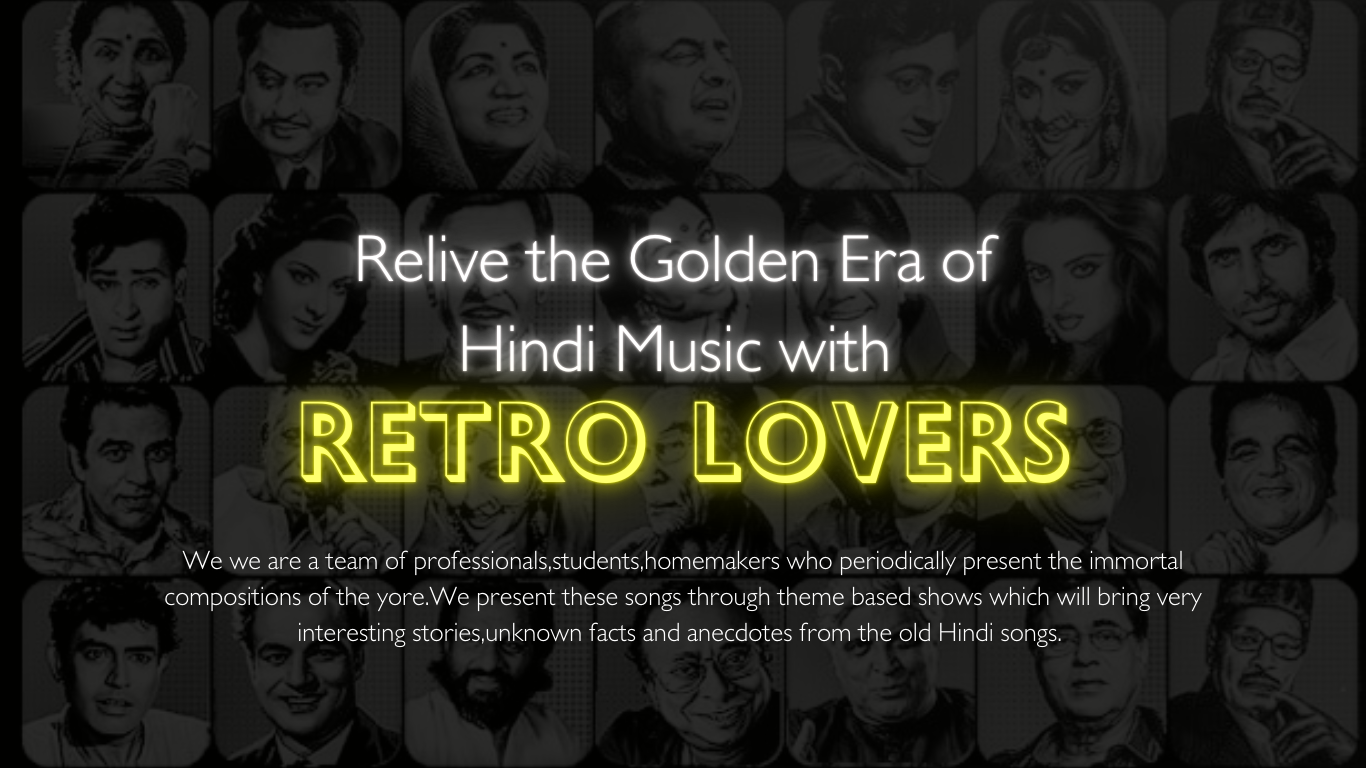 Relive the Golden Era of
Hindi Music with
RETRO LOVERS
We we are a team of professionals,students,homemakers who periodically present the immortal
compositions of the yore.We present these songs through theme based shows which will bring very
interesting stories,unknown facts and anecdotes from the old Hindi songs.